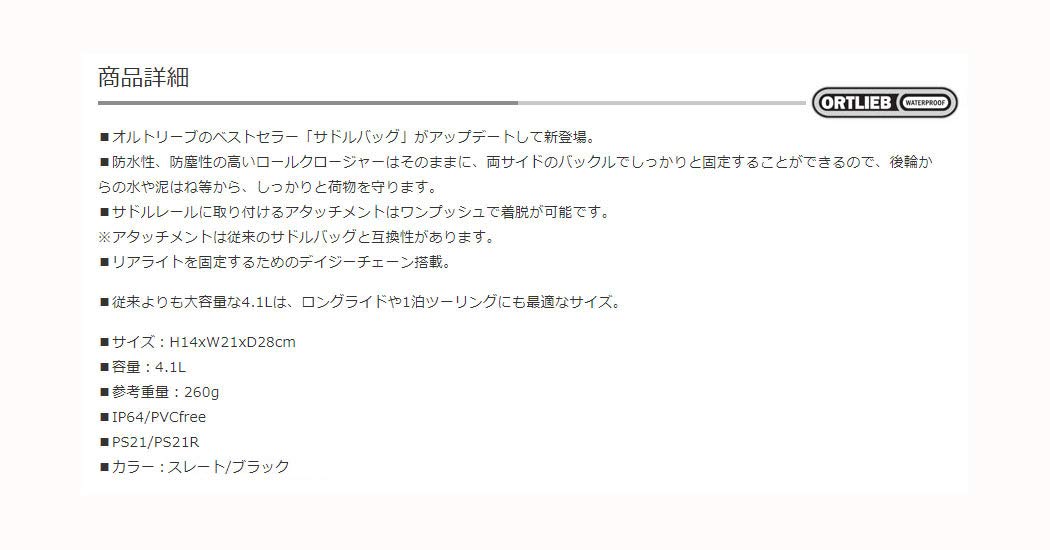 商品詳細
ORTLIEB WATERPROOF
■オルトリーブのベストセラー「サドルバッグ」がアップデートして新登場。
■防水性、防塵性の高いロールクロージャーはそのままに、両サイドのバックルでしっかりと固定することができるので、後輪か
らの水や泥はね等から、しっかりと荷物を守ります。
■サドルレールに取り付けるアタッチメントはワンプッシュで着脱が可能です。
※アタッチメントは従来のサドルバッグと互換性があります。
■リアライトを固定するためのデイジーチェーン搭載。
■従来よりも大容量な4.1Lは、ロングライドや1泊ツーリングにも最適なサイズ。
■サイズ：H14xW21xD28cm
■容量：4.1L
■参考重量：260g
■IP64/PVCfree
■PS21/PS21R
■カラー：スレート/ブラック